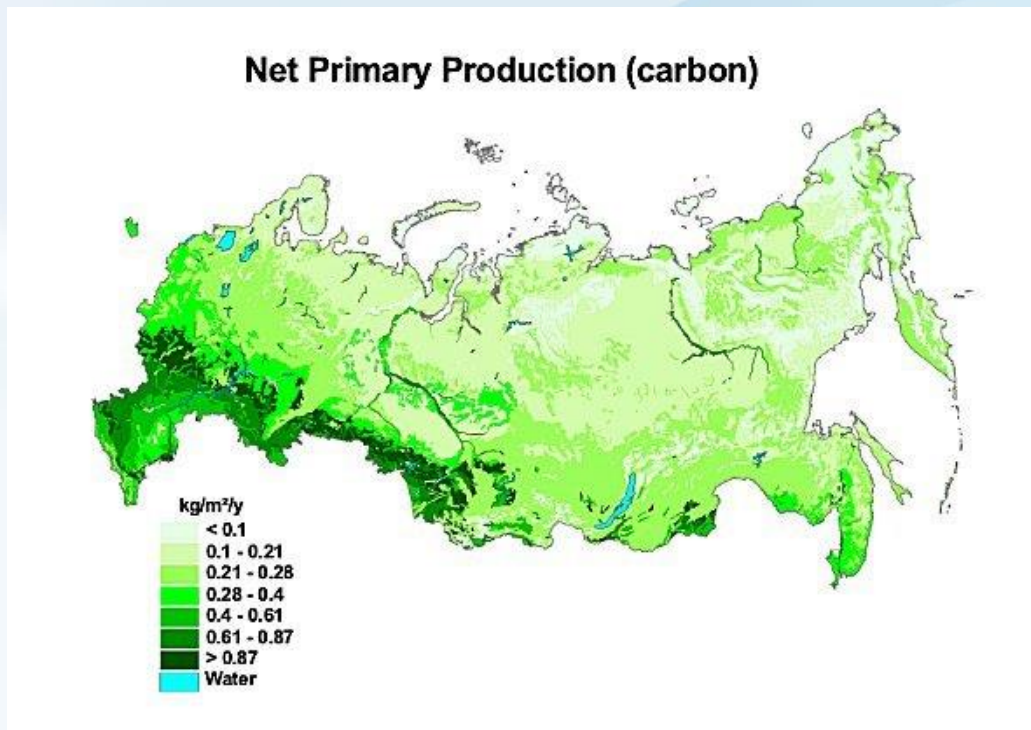 Net Primary Production (carbon)
kg/m²/y
< 0.1
0.1 - 0.21
0.21 - 0.28
0.28 - 0.4
0.4 - 0.61
0.61 - 0.87
> 0.87
Water